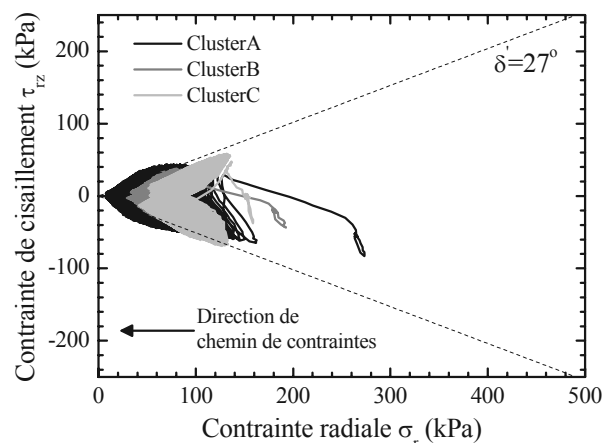 200
100
0
-100
-200
0 100 200 300 400 500
Contrainte de cisaillement τrz (kPa)
Contrainte radiale σr (kPa)
ClusterA
ClusterB
ClusterC
δ'=27°
Direction de
chemin de contraintes